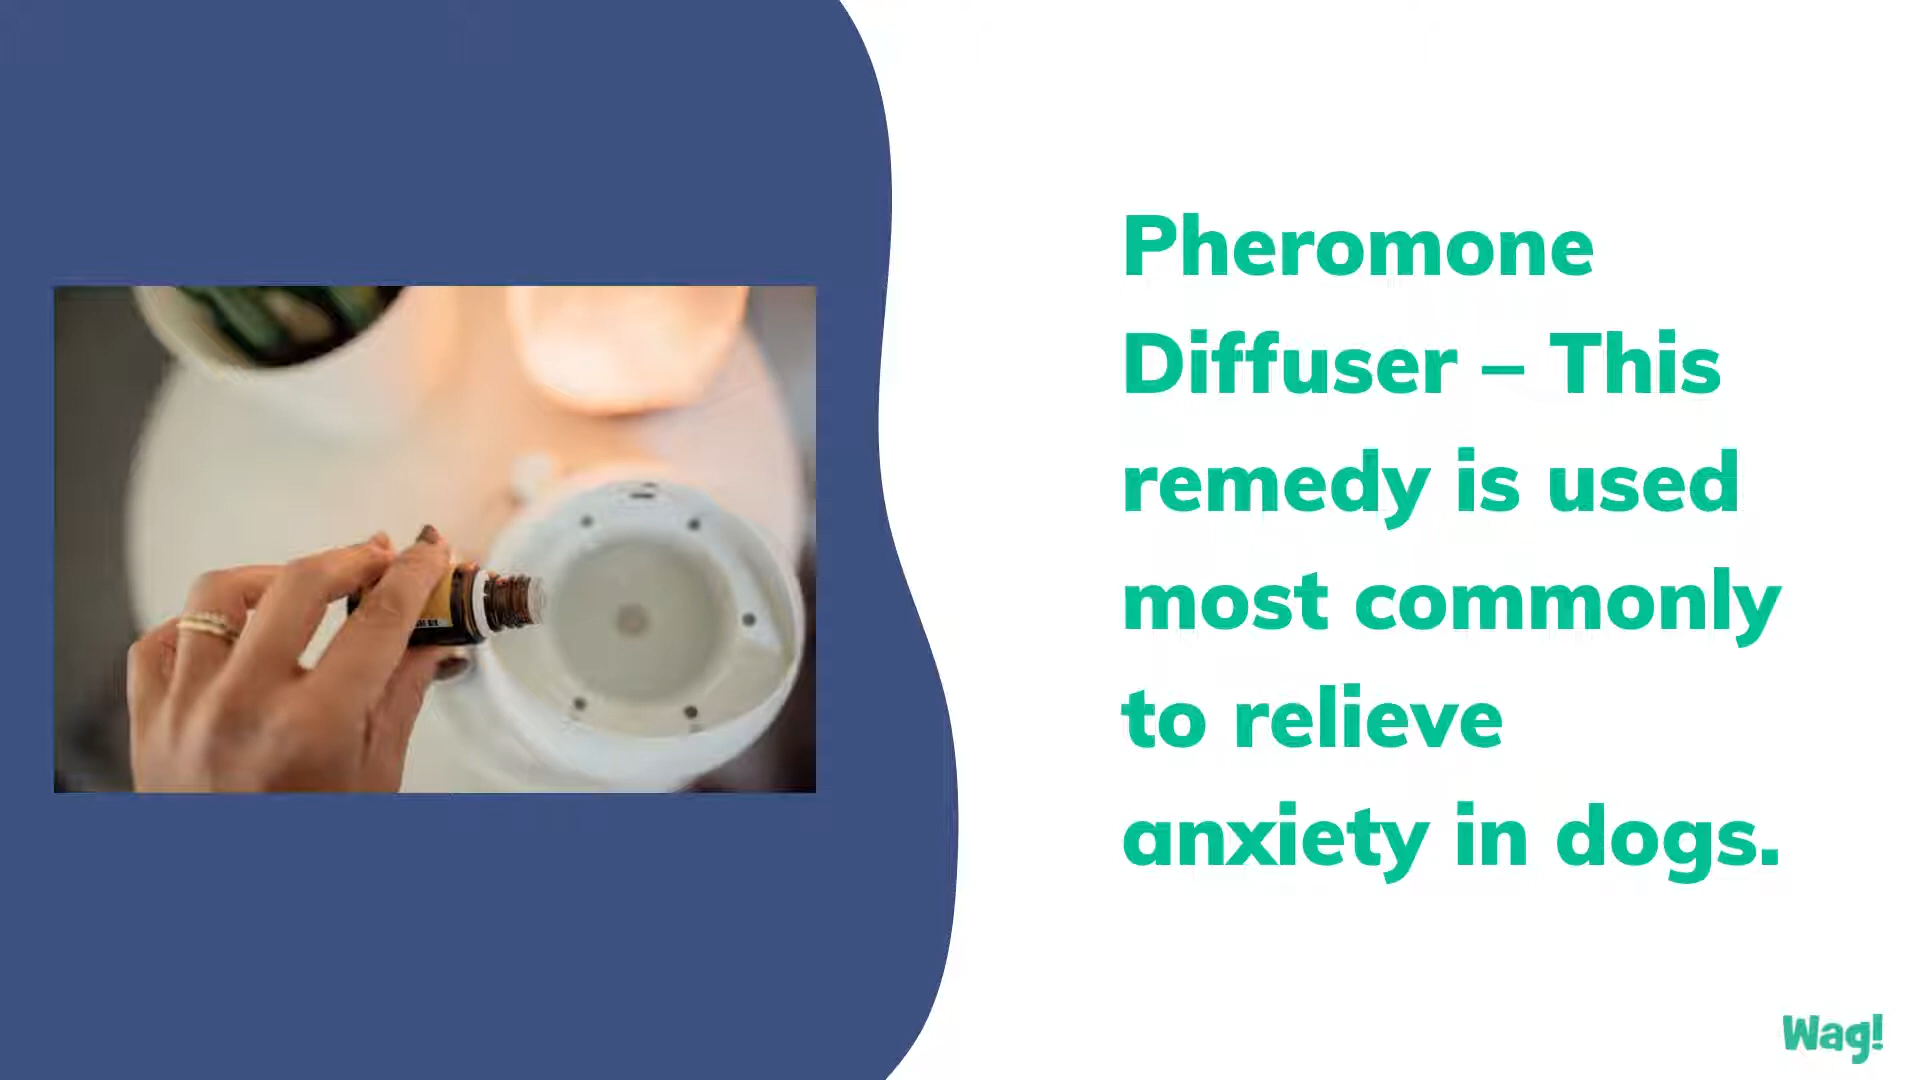 Pheromone
Diffuser – This
remedy is used
most commonly
to relieve
anxiety in dogs.
Wag!